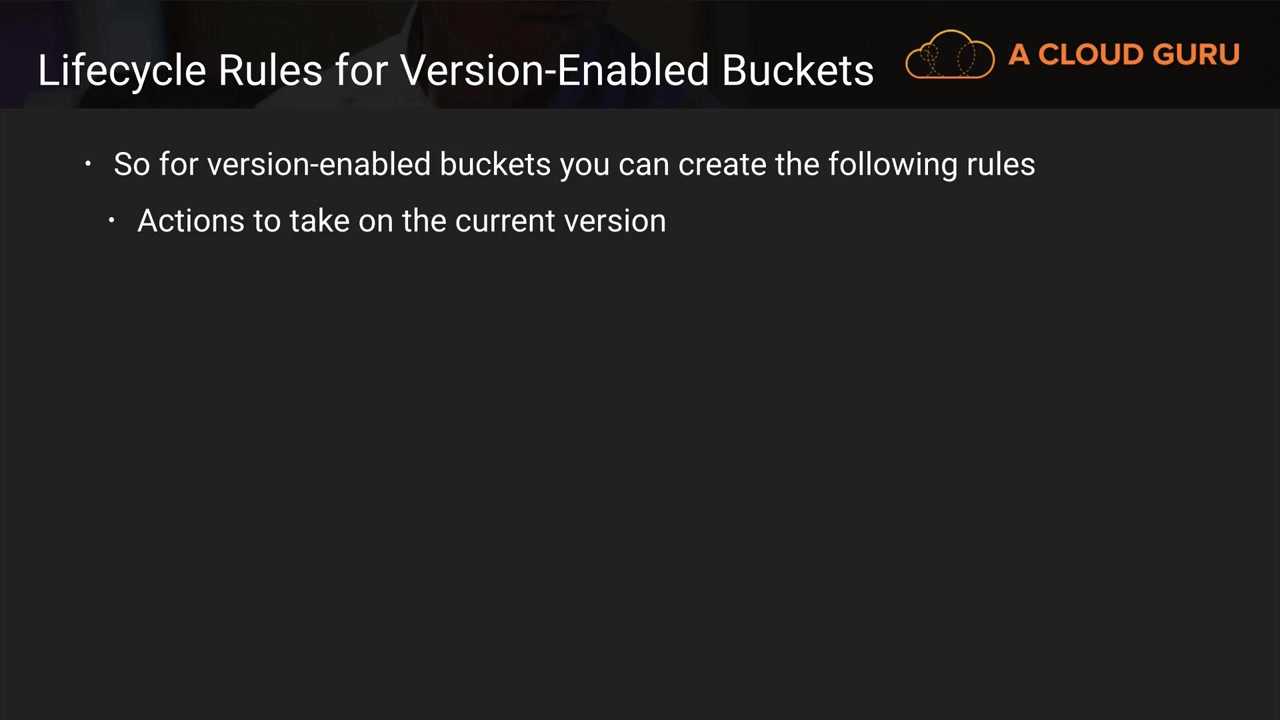 Lifecycle Rules for Version-Enabled Buckets
A CLOUD GURU
· So for version-enabled buckets you can create the following rules
· Actions to take on the current version